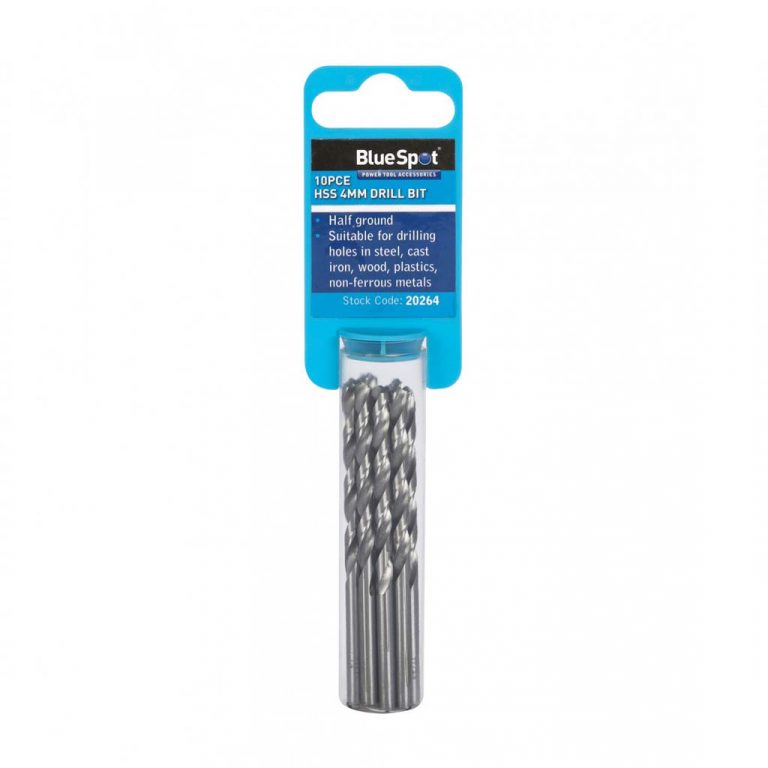 BlueSpot®
POWER TOOL ACCESSORIES
10PCE
HSS 4MM DRILL BIT
• Half ground
• Suitable for drilling
holes in steel, cast
iron, wood, plastics,
non-ferrous metals
Stock Code: 20264